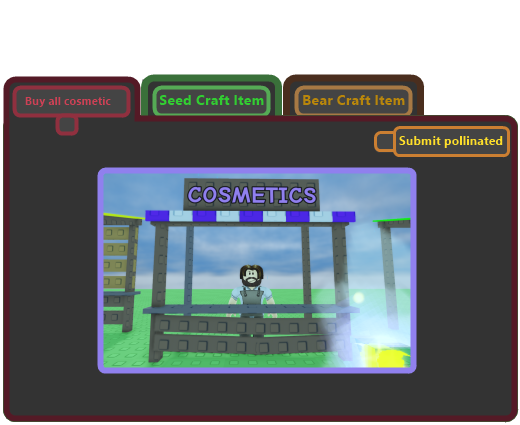 Buy all cosmetic
Seed Craft Item
Bear Craft Item
Submit pollinated
COSMETICS